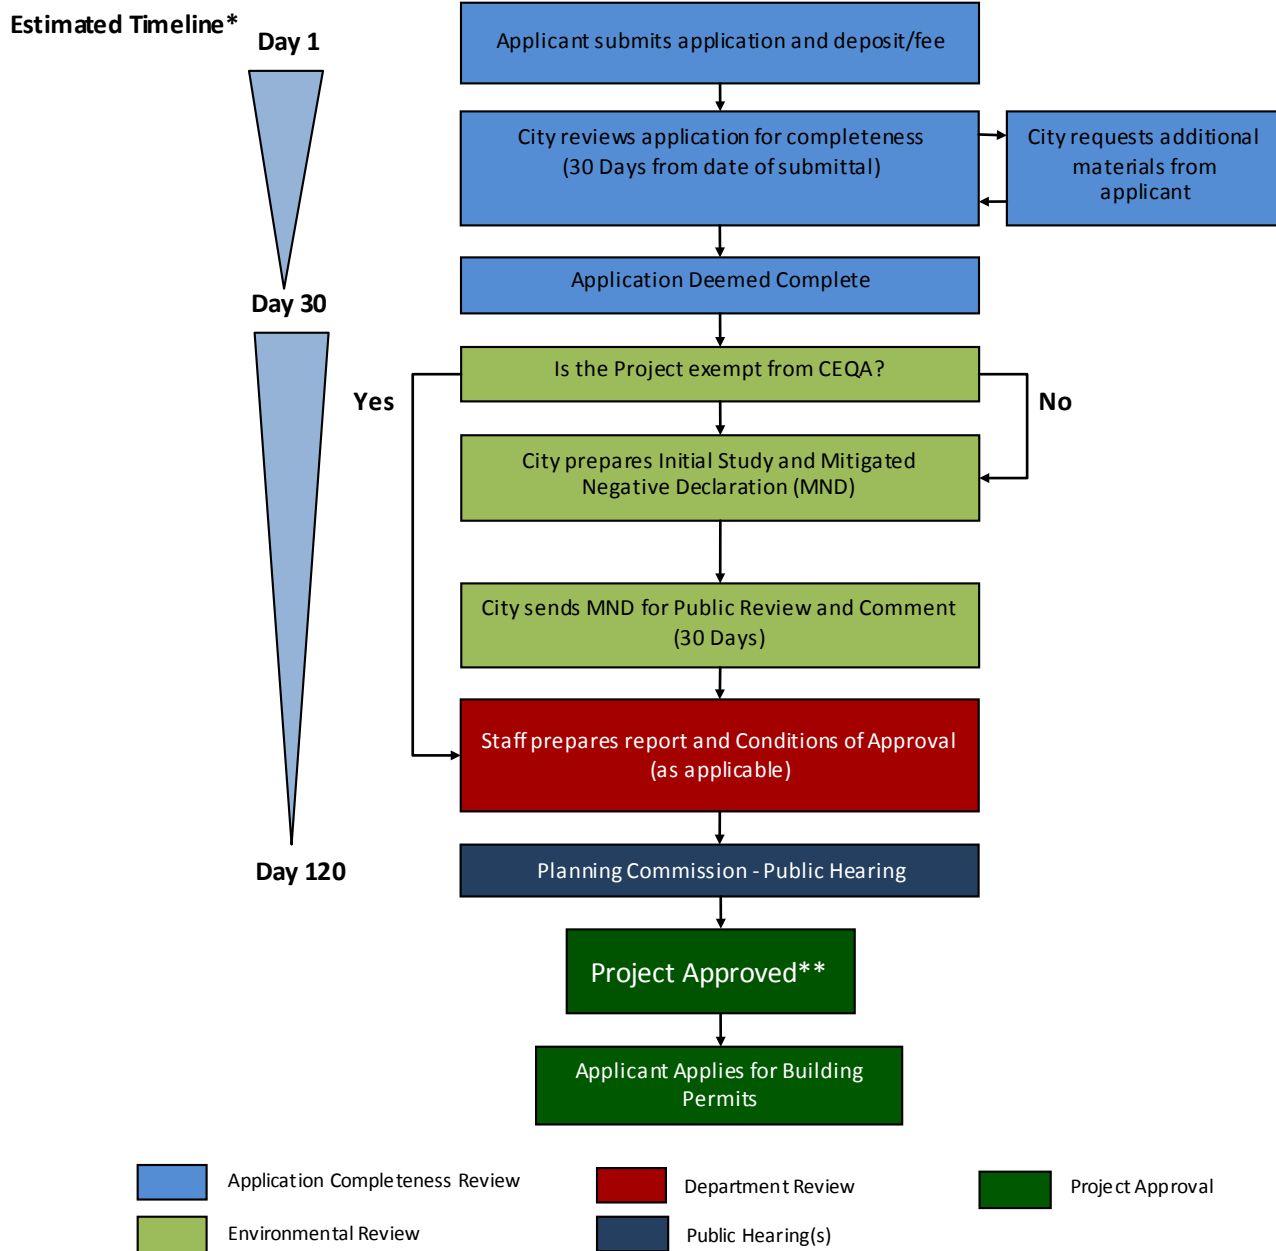 Estimated Timeline*
Day 1
Applicant submits application and deposit/fee
City reviews application for completeness
(30 Days from date of submittal)
City requests additional
materials from
applicant
Application Deemed Complete
Day 30
Is the Project exempt from CEQA?
Yes
No
City prepares Initial Study and Mitigated
Negative Declaration (MND)
City sends MND for Public Review and Comment
(30 Days)
Staff prepares report and Conditions of Approval
(as applicable)
Day 120
Planning Commission - Public Hearing
Project Approved**
Applicant Applies for Building
Permits
Application Completeness Review
Department Review
Project Approval
Environmental Review
Public Hearing(s)